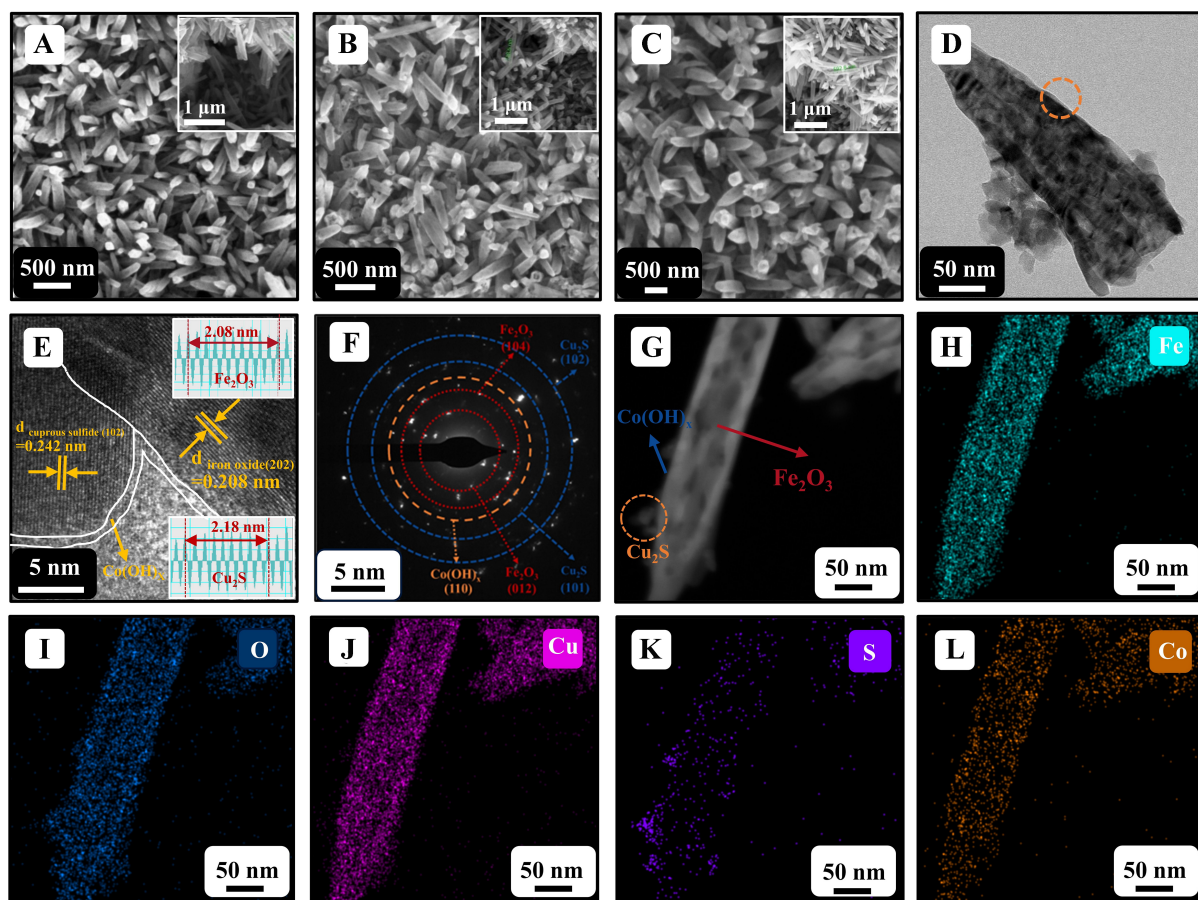 A
1 μm
500 nm
B
1 μm
500 nm
C
1 μm
500 nm
D
50 nm
E
2.08 nm
Fe₂O₃
d cuprous sulfide (102)
=0.242 nm
d iron oxide(202)
=0.208 nm
2.18 nm
Cu₂S
Co(OH)ₓ
5 nm
F
Fe₂O₃
(104)
Cu₂S
(102)
5 nm
Co(OH)ₓ
(110)
Fe₂O₃
(012)
Cu₂S
(101)
G
Co(OH)ₓ
Fe₂O₃
Cu₂S
50 nm
H
Fe
50 nm
I
O
50 nm
J
Cu
50 nm
K
S
50 nm
L
Co
50 nm